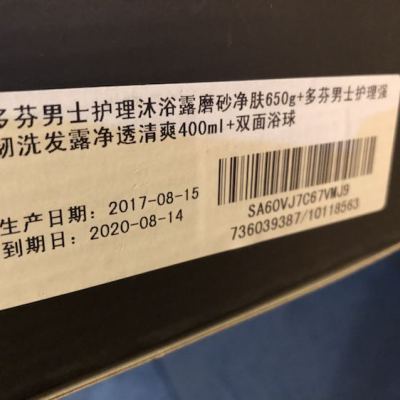 多芬男士护理沐浴露磨砂净肤650g+多芬男士护理强
韧洗发露净透清爽400ml+双面浴球
生产日期：2017-08-15
到期日：2020-08-14
SA60VJ7C67VMJ9
736039387/10118563